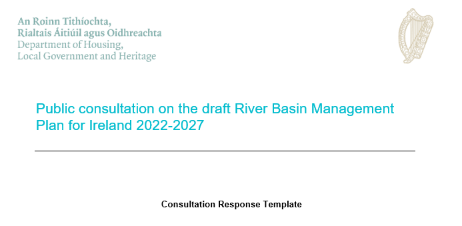 An Roinn Tithíochta,
Rialtais Áitiúil agus Oidhreachta
Department of Housing,
Local Government and Heritage
Public consultation on the draft River Basin Management
Plan for Ireland 2022-2027
Consultation Response Template